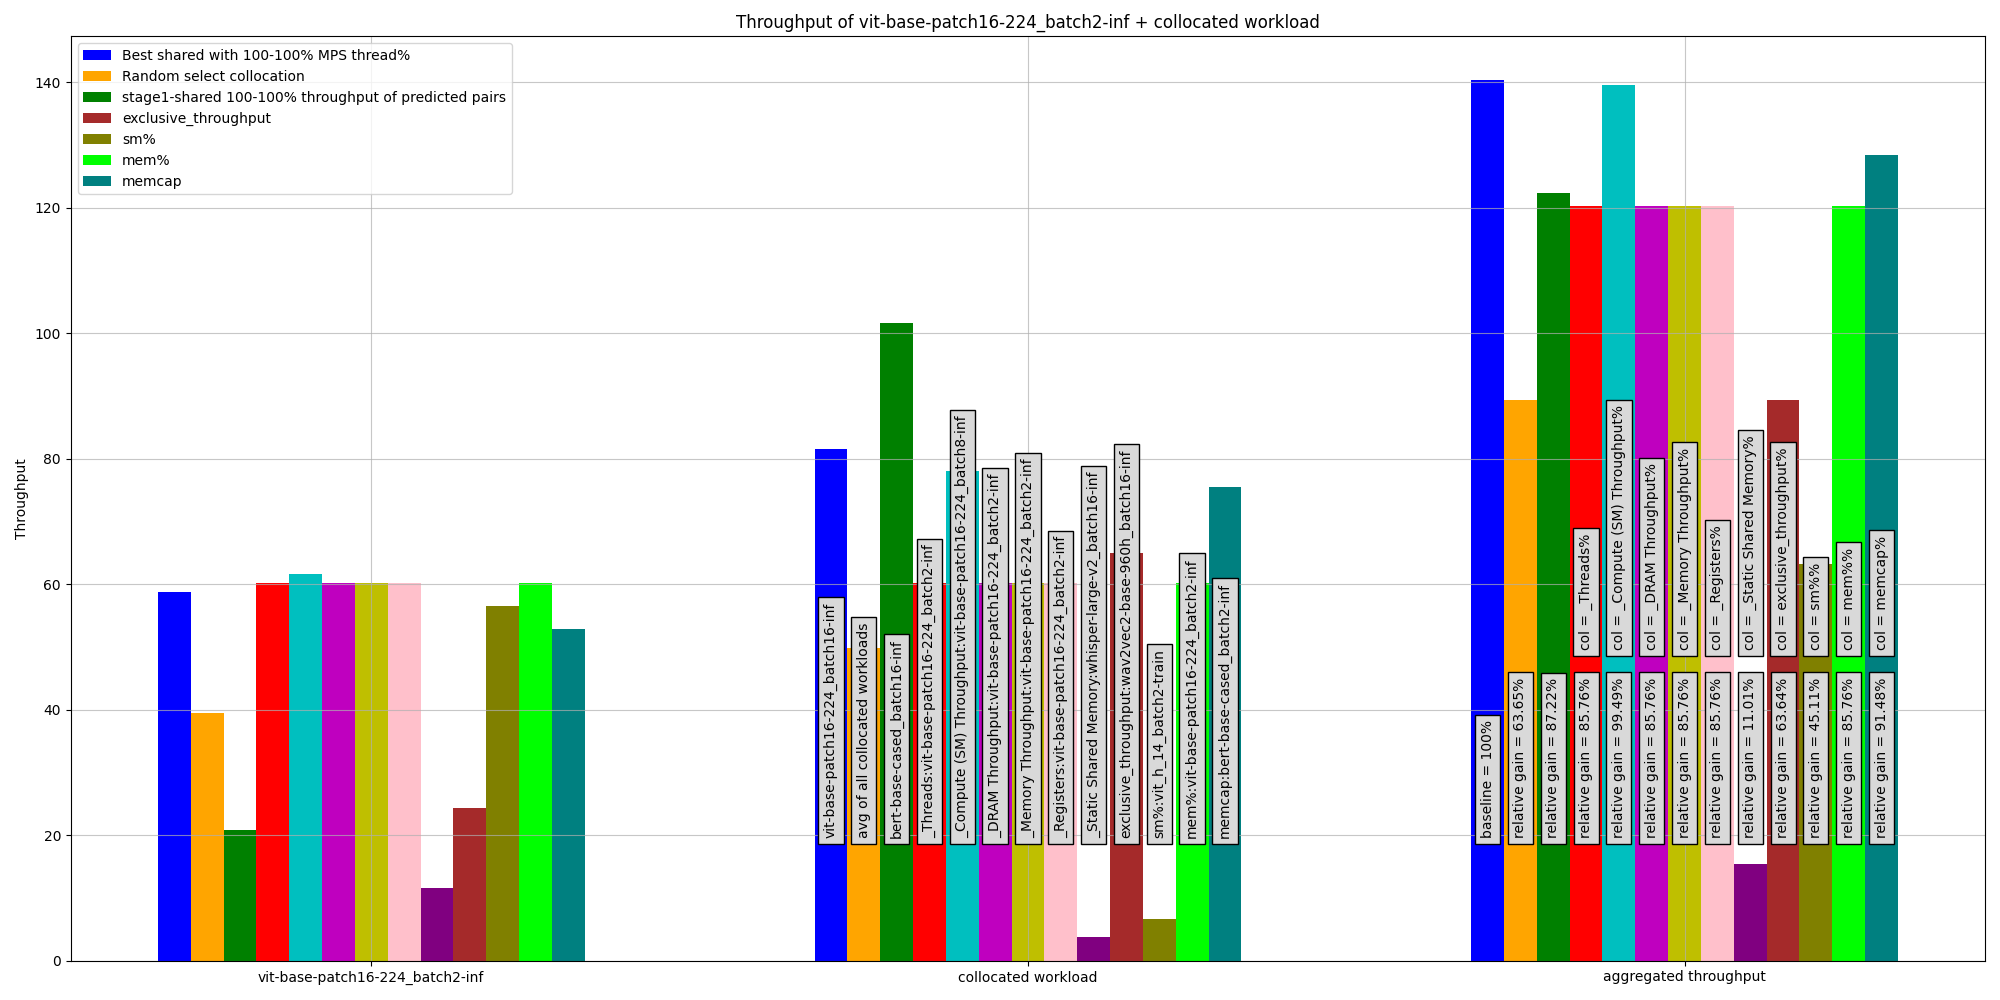 Throughput of vit-base-patch16-224_batch2-inf + collocated workload
Best shared with 100-100% MPS thread%
Random select collocation
stage1-shared 100-100% throughput of predicted pairs
exclusive_throughput
sm%
mem%
memcap
Throughput
140
120
100
80
60
40
20
0
vit-base-patch16-224_batch16-inf
avg of all collocated workloads
bert-base-cased_batch16-inf
_Threads:vit-base-patch16-224_batch2-inf
_Compute (SM) Throughput:vit-base-patch16-224_batch8-inf
_DRAM Throughput:vit-base-patch16-224_batch2-inf
_Memory Throughput:vit-base-patch16-224_batch2-inf
_Registers:vit-base-patch16-224_batch2-inf
_Static Shared Memory:whisper-large-v2_batch16-inf
exclusive_throughput:wav2vec2-base-960h_batch16-inf
sm%:vit_h_14_batch2-train
mem%:vit-base-patch16-224_batch2-inf
memcap:bert-base-cased_batch2-inf
col = _Threads%
col = _Compute (SM) Throughput%
col = _DRAM Throughput%
col = _Memory Throughput%
col = _Registers%
col = _Static Shared Memory%
col = exclusive_throughput%
col = sm%%
col = mem%%
col = memcap%
baseline = 100%
relative gain = 63.65%
relative gain = 87.22%
relative gain = 85.76%
relative gain = 99.49%
relative gain = 85.76%
relative gain = 85.76%
relative gain = 85.76%
relative gain = 11.01%
relative gain = 63.64%
relative gain = 45.11%
relative gain = 85.76%
relative gain = 91.48%
vit-base-patch16-224_batch2-inf
collocated workload
aggregated throughput